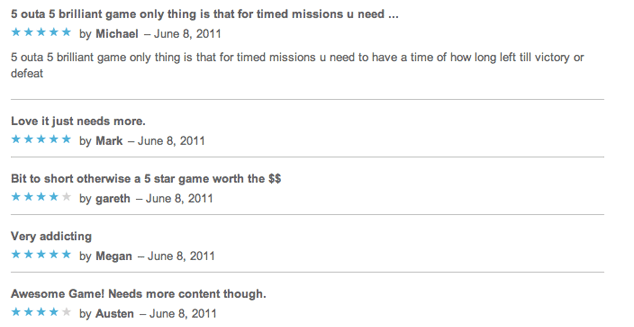 5 outa 5 brilliant game only thing is that for timed missions u need ...
by Michael – June 8, 2011
5 outa 5 brilliant game only thing is that for timed missions u need to have a time of how long left till victory or
defeat
Love it just needs more.
by Mark – June 8, 2011
Bit to short otherwise a 5 star game worth the $$
by gareth – June 8, 2011
Very addicting
by Megan – June 8, 2011
Awesome Game! Needs more content though.
by Austen – June 8, 2011